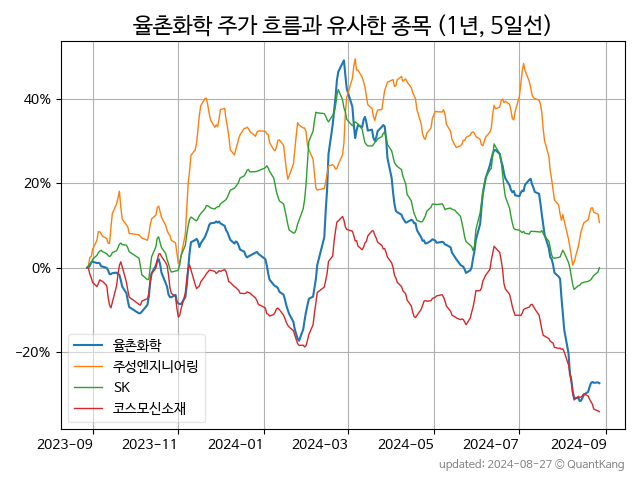 율촌화학 주가 흐름과 유사한 종목 (1년, 5일선)
40%
20%
0%
−20%
율촌화학
주성엔지니어링
SK
코스모신소재
2023-09
2023-11
2024-01
2024-03
2024-05
2024-07
2024-09
updated: 2024-08-27 © QuantKang